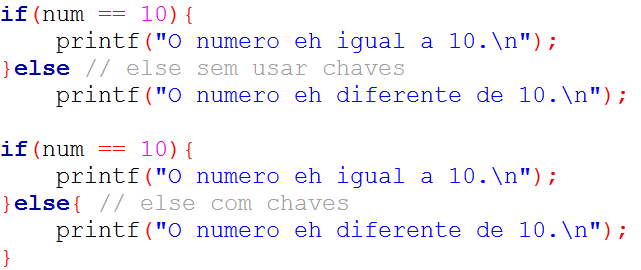 if(num == 10){
    printf("O numero eh igual a 10.\n");
}else // else sem usar chaves
    printf("O numero eh diferente de 10.\n");

if(num == 10){
    printf("O numero eh igual a 10.\n");
}else{ // else com chaves
    printf("O numero eh diferente de 10.\n");
}